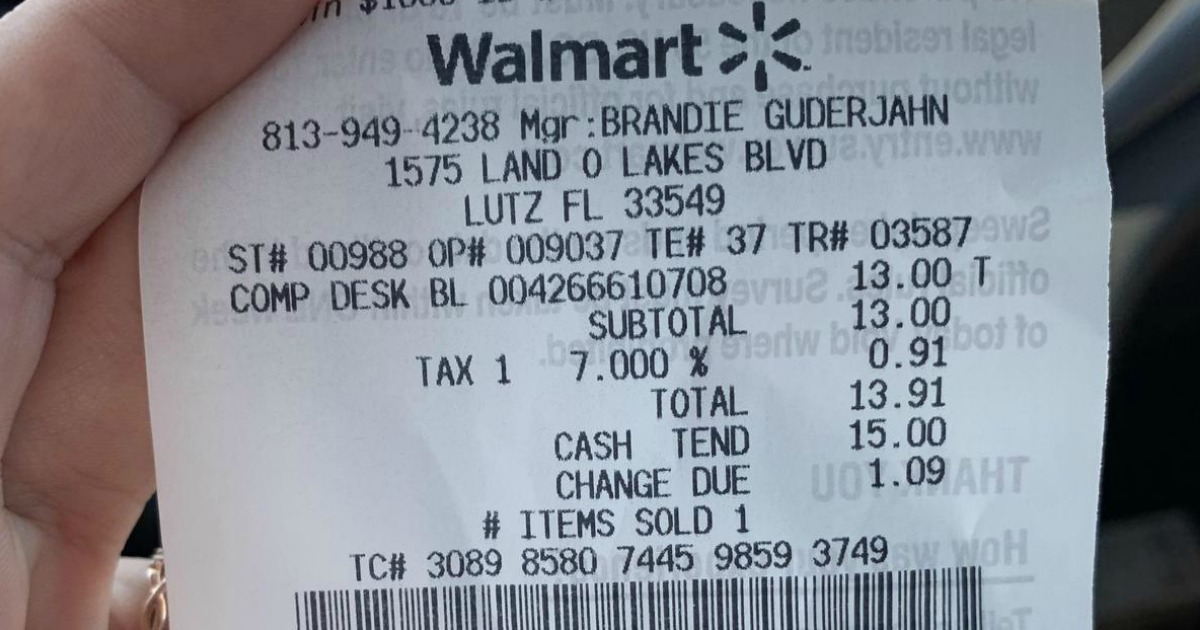 Walmart
813-949-4238 Mgr:BRANDIE GUDERJAHN
1575 LAND O LAKES BLVD
LUTZ FL 33549
ST# 00988 OP# 009037 TE# 37 TR# 03587
COMP DESK BL 004266610708 13.00 T
SUBTOTAL 13.00
TAX 1 7.000 % 0.91
TOTAL 13.91
CASH TEND 15.00
CHANGE DUE 1.09
# ITEMS SOLD 1
TC# 3089 8580 7445 9859 3749